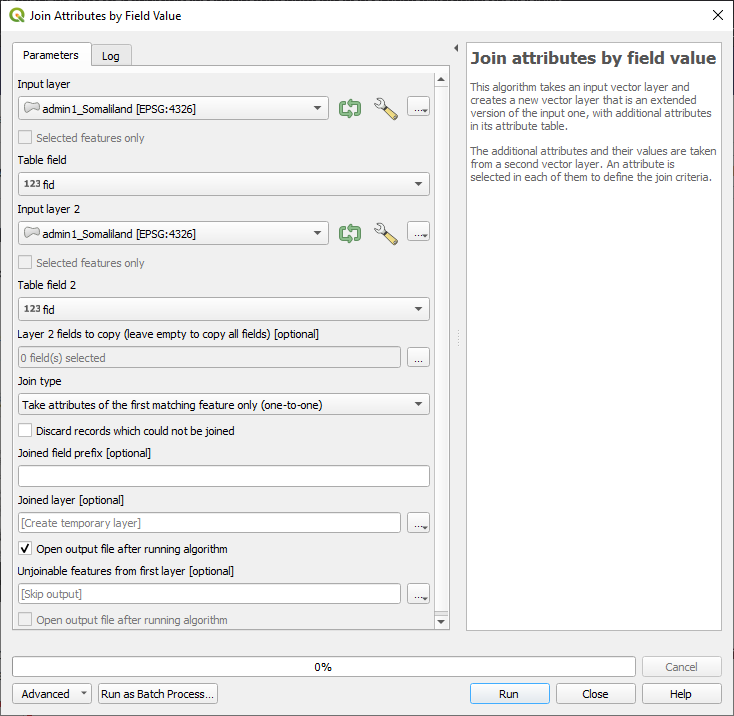 Join Attributes by Field Value
Parameters
Log
Input layer
admin1_Somaliland [EPSG:4326]
...
Selected features only
Table field
123 fid
Input layer 2
admin1_Somaliland [EPSG:4326]
...
Selected features only
Table field 2
123 fid
Layer 2 fields to copy (leave empty to copy all fields) [optional]
0 field(s) selected
...
Join type
Take attributes of the first matching feature only (one-to-one)
Discard records which could not be joined
Joined field prefix [optional]
Joined layer [optional]
[Create temporary layer]
...
Open output file after running algorithm
Unjoinable features from first layer [optional]
[Skip output]
...
Open output file after running algorithm
Join attributes by field value
This algorithm takes an input vector layer and
creates a new vector layer that is an extended
version of the input one, with additional attributes
in its attribute table.
The additional attributes and their values are taken
from a second vector layer. An attribute is
selected in each of them to define the join criteria.
0%
Cancel
Advanced
Run as Batch Process...
Run
Close
Help